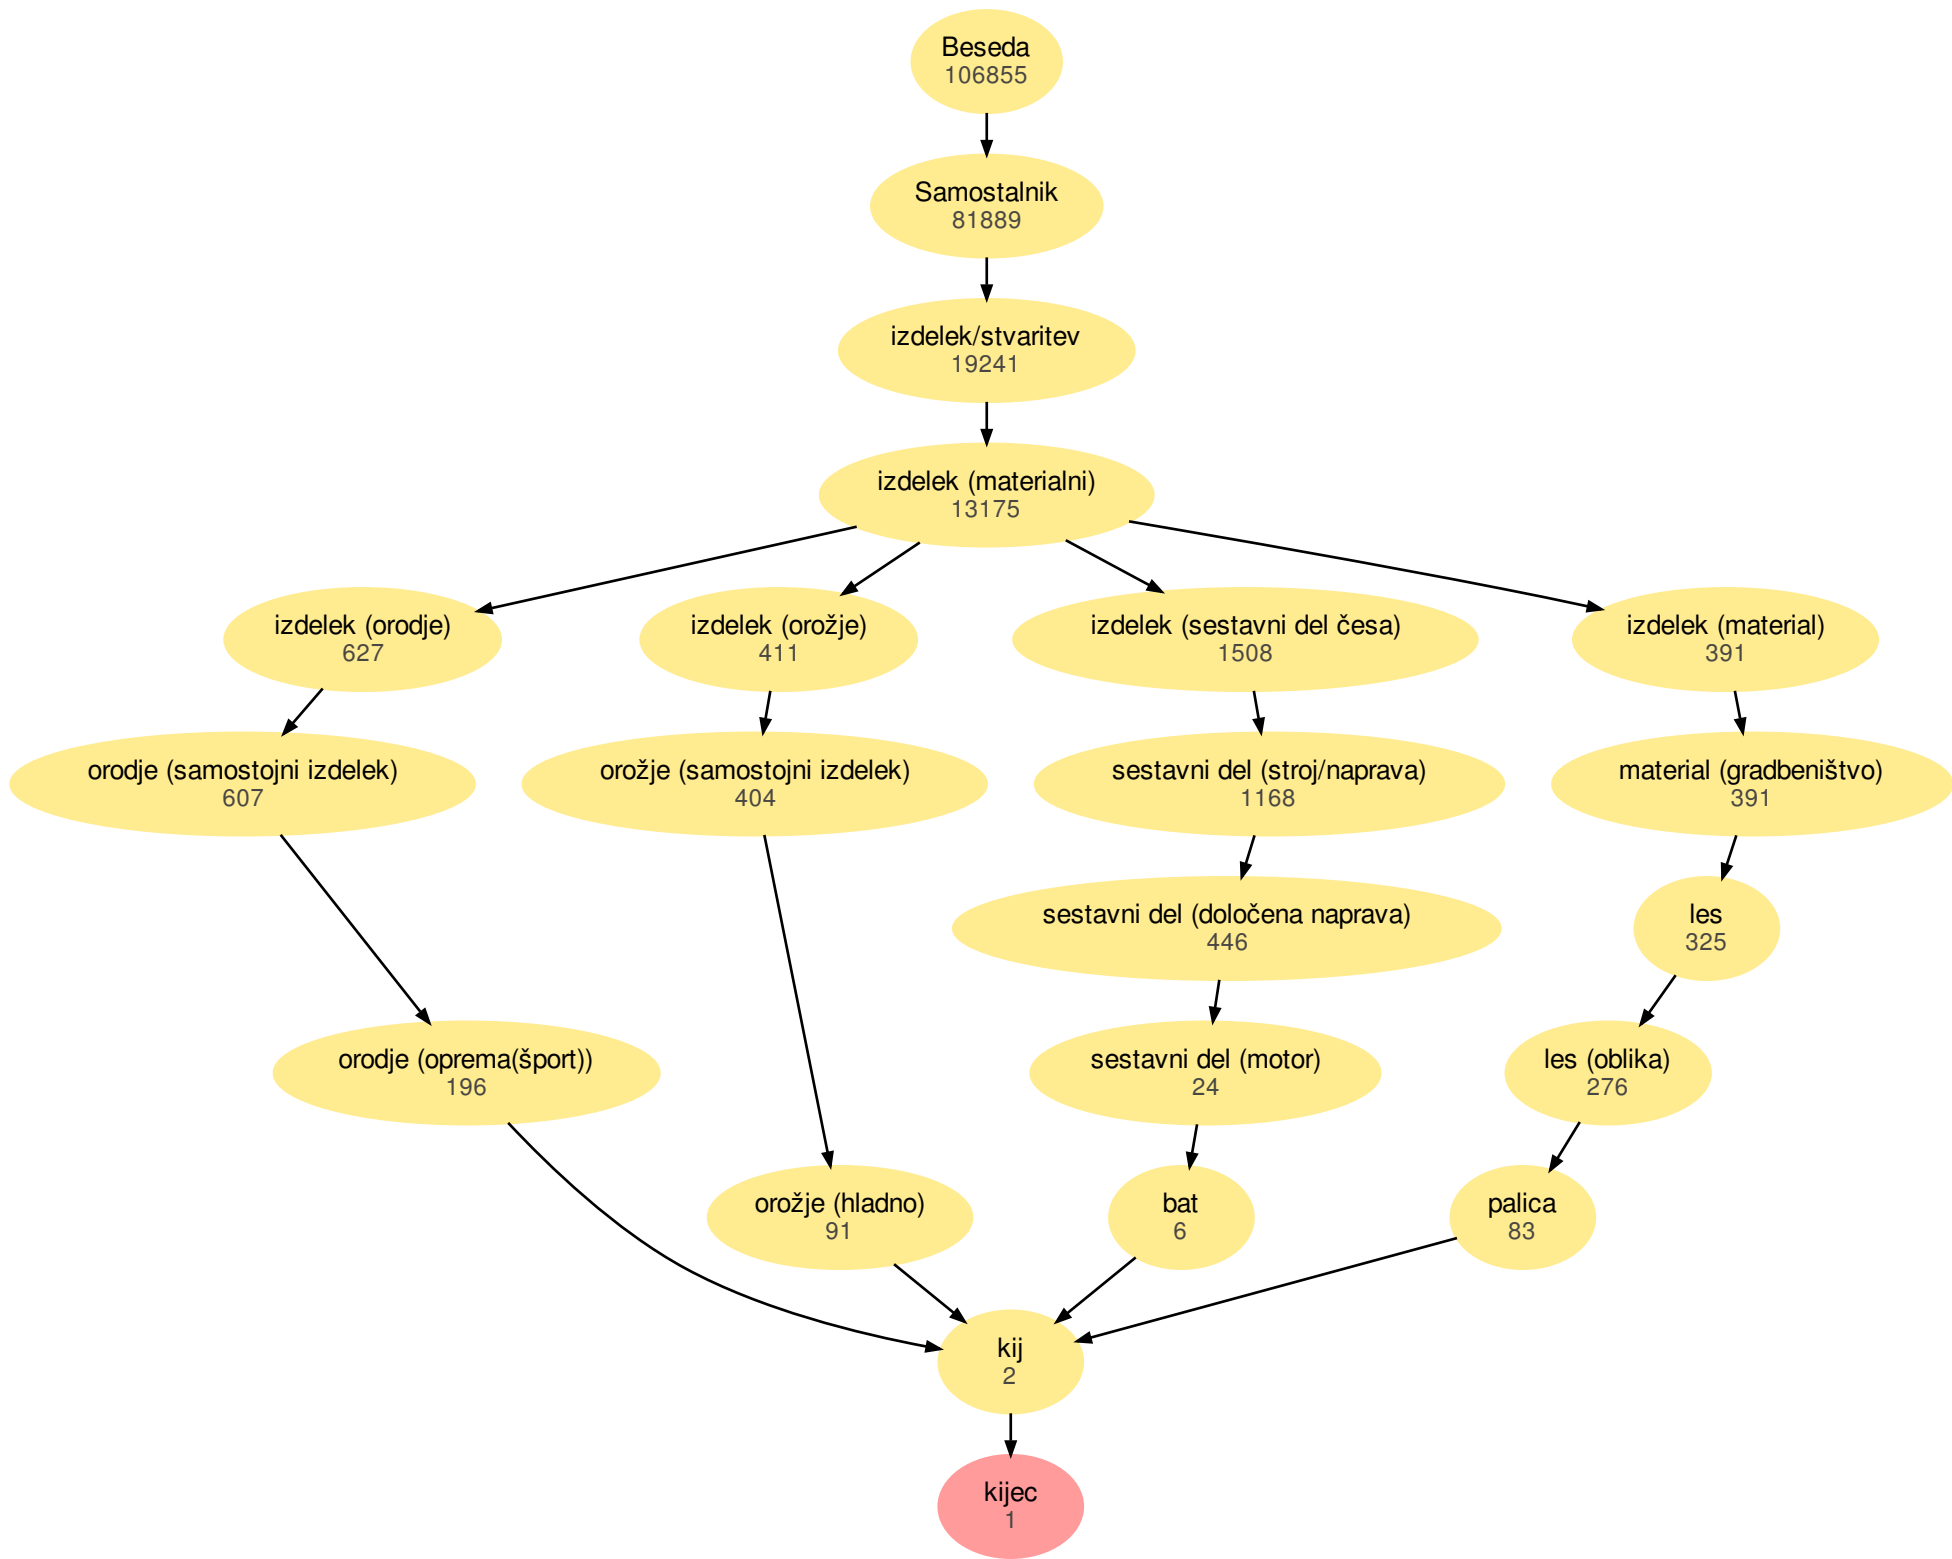 Beseda
106855
Samostalnik
81889
izdelek/stvaritev
19241
izdelek (materialni)
13175
izdelek (orodje)
627
izdelek (orožje)
411
izdelek (sestavni del česa)
1508
izdelek (material)
391
orodje (samostojni izdelek)
607
orožje (samostojni izdelek)
404
sestavni del (stroj/naprava)
1168
material (gradbeništvo)
391
sestavni del (določena naprava)
446
les
325
orodje (oprema(šport))
196
sestavni del (motor)
24
les (oblika)
276
orožje (hladno)
91
bat
6
palica
83
kij
2
kijec
1